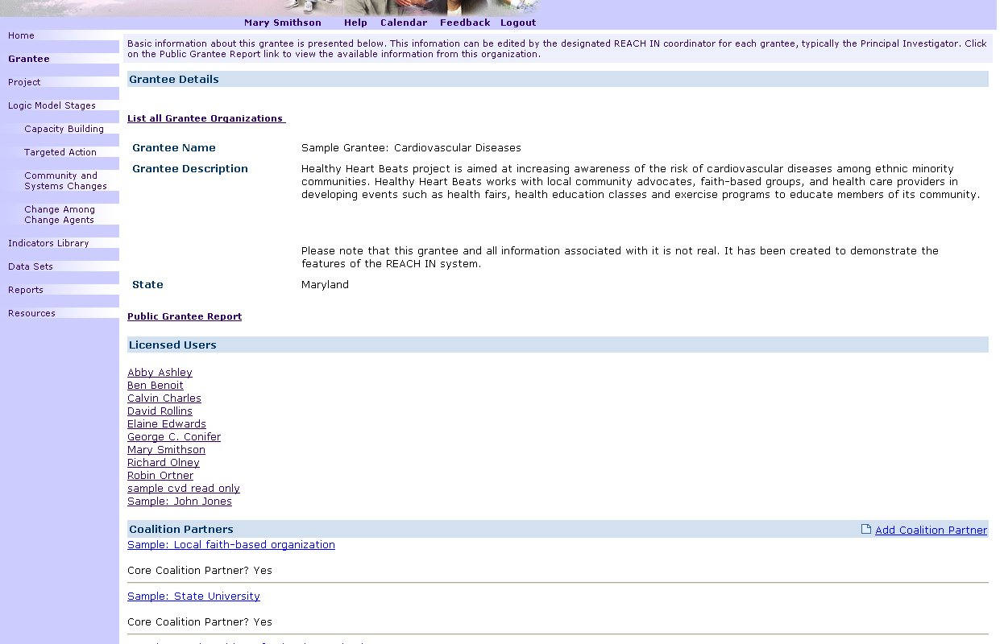 Mary Smithson Help Calendar Feedback Logout
Home
Grantee
Project
Logic Model Stages
Capacity Building
Targeted Action
Community and
Systems Changes
Change Among
Change Agents
Indicators Library
Data Sets
Reports
Resources
Basic information about this grantee is presented below. This infomation can be edited by the designated REACH IN coordinator for each grantee, typically the Principal Investigator. Click
on the Public Grantee Report link to view the available information from this organization.
Grantee Details
List all Grantee Organizations
Grantee Name Sample Grantee: Cardiovascular Diseases
Grantee Description Healthy Heart Beats project is aimed at increasing awareness of the risk of cardiovascular diseases among ethnic minority
communities. Healthy Heart Beats works with local community advocates, faith-based groups, and health care providers in
developing events such as health fairs, health education classes and exercise programs to educate members of its community.
Please note that this grantee and all information associated with it is not real. It has been created to demonstrate the
features of the REACH IN system.
State Maryland
Public Grantee Report
Licensed Users
Abby Ashley
Ben Benoit
Calvin Charles
David Rollins
Elaine Edwards
George C. Conifer
Mary Smithson
Richard Olney
Robin Ortner
sample cvd read only
Sample: John Jones
Coalition Partners Add Coalition Partner
Sample: Local faith-based organization
Core Coalition Partner? Yes
Sample: State University
Core Coalition Partner? Yes